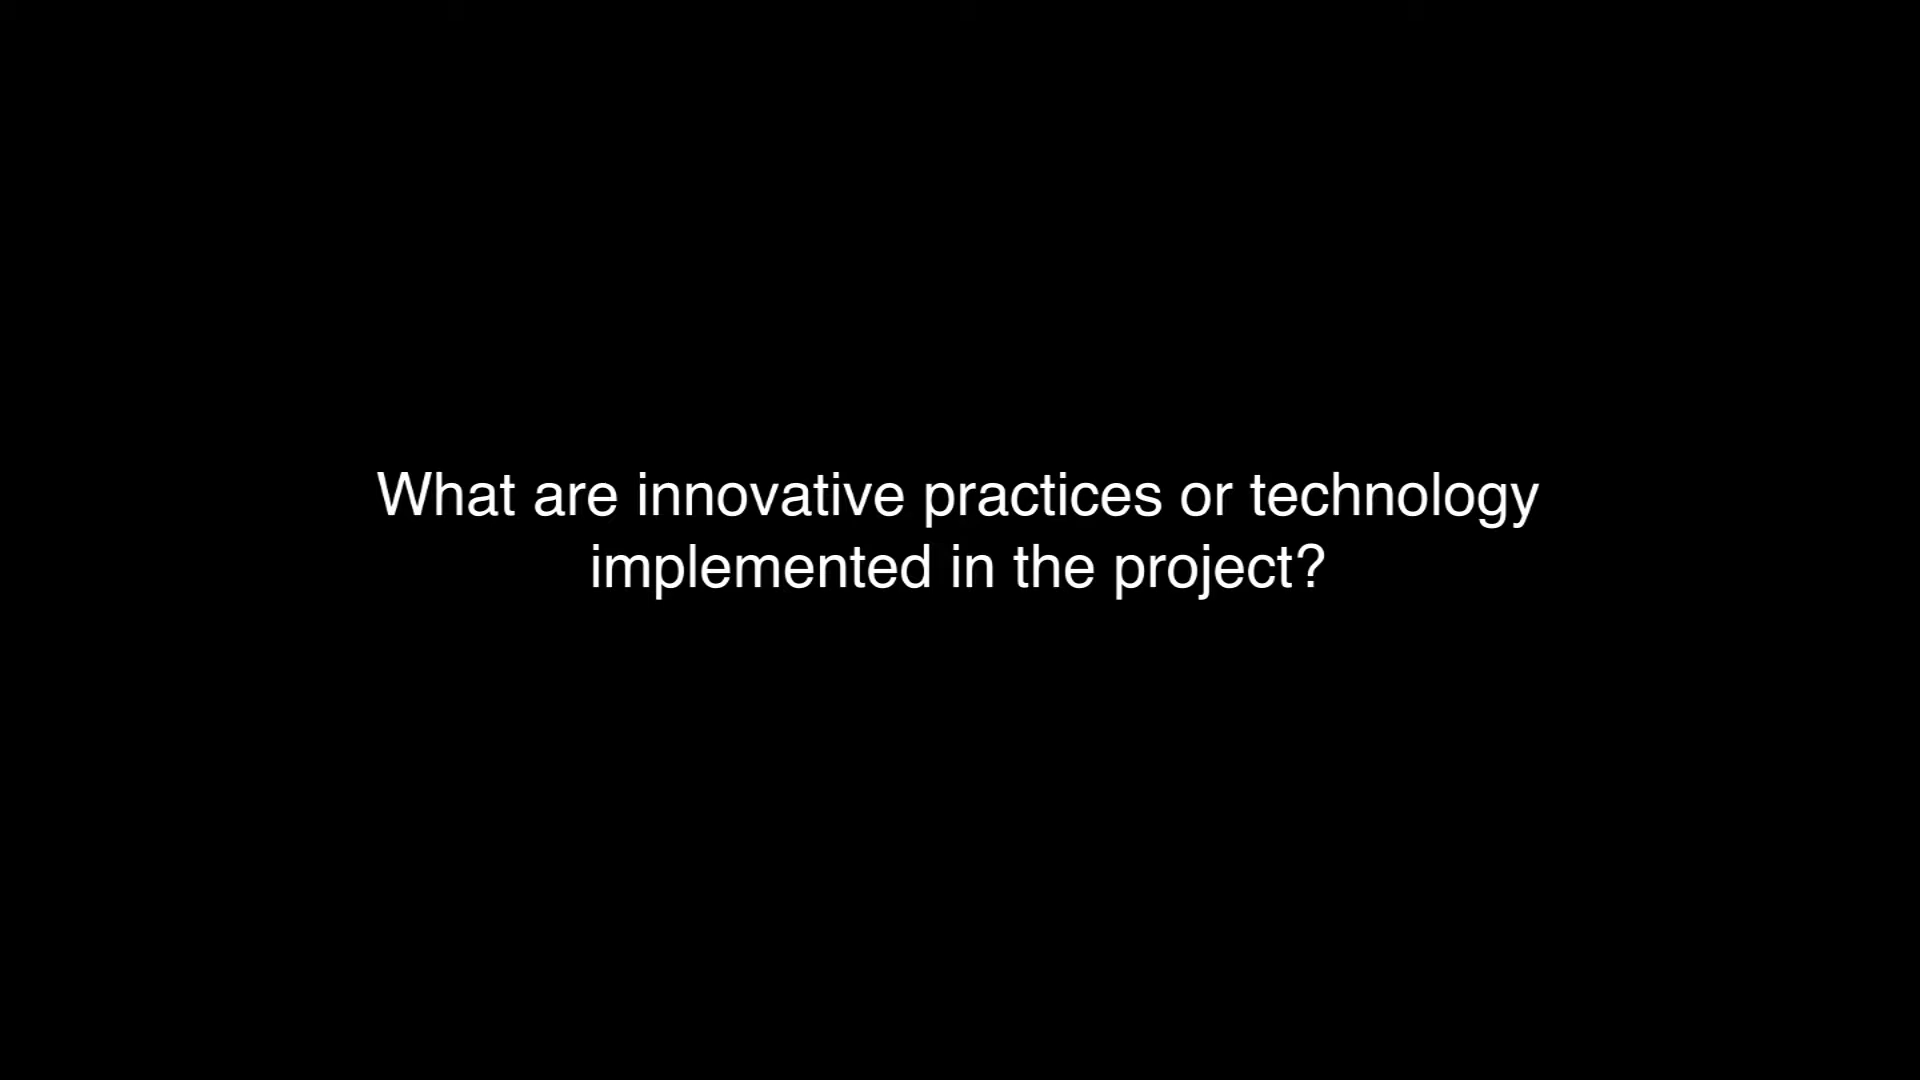 What are innovative practices or technology
implemented in the project?